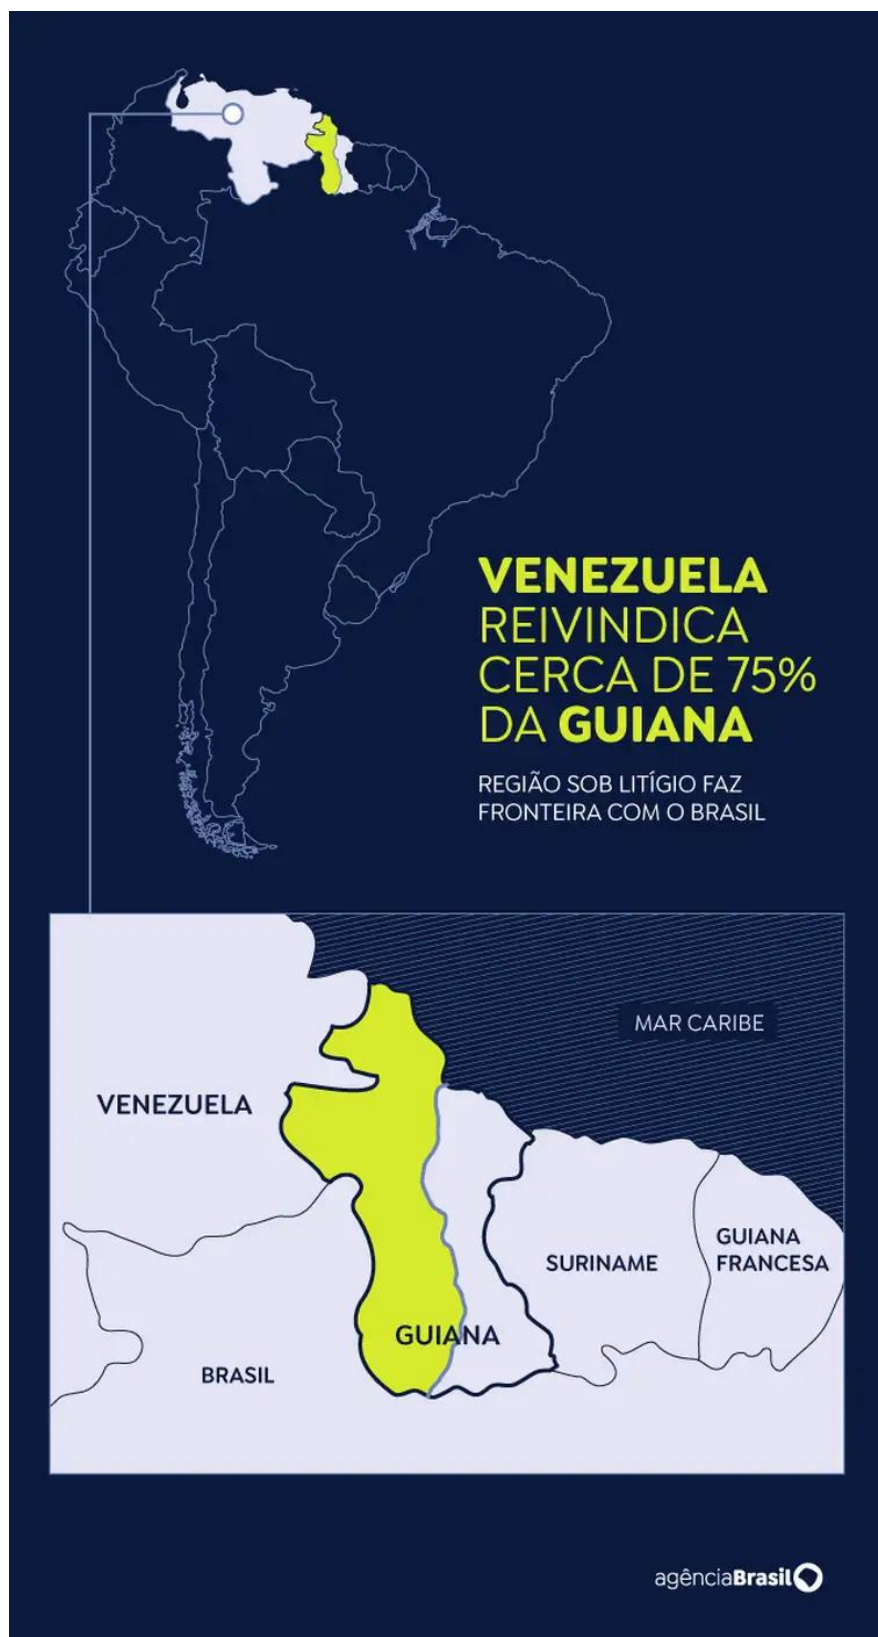 VENEZUELA
REIVINDICA
CERCA DE 75%
DA GUIANA
REGIÃO SOB LITÍGIO FAZ
FRONTEIRA COM O BRASIL
MAR CARIBE
VENEZUELA
GUIANA
FRANCESA
SURINAME
GUIANA
BRASIL
agênciaBrasil